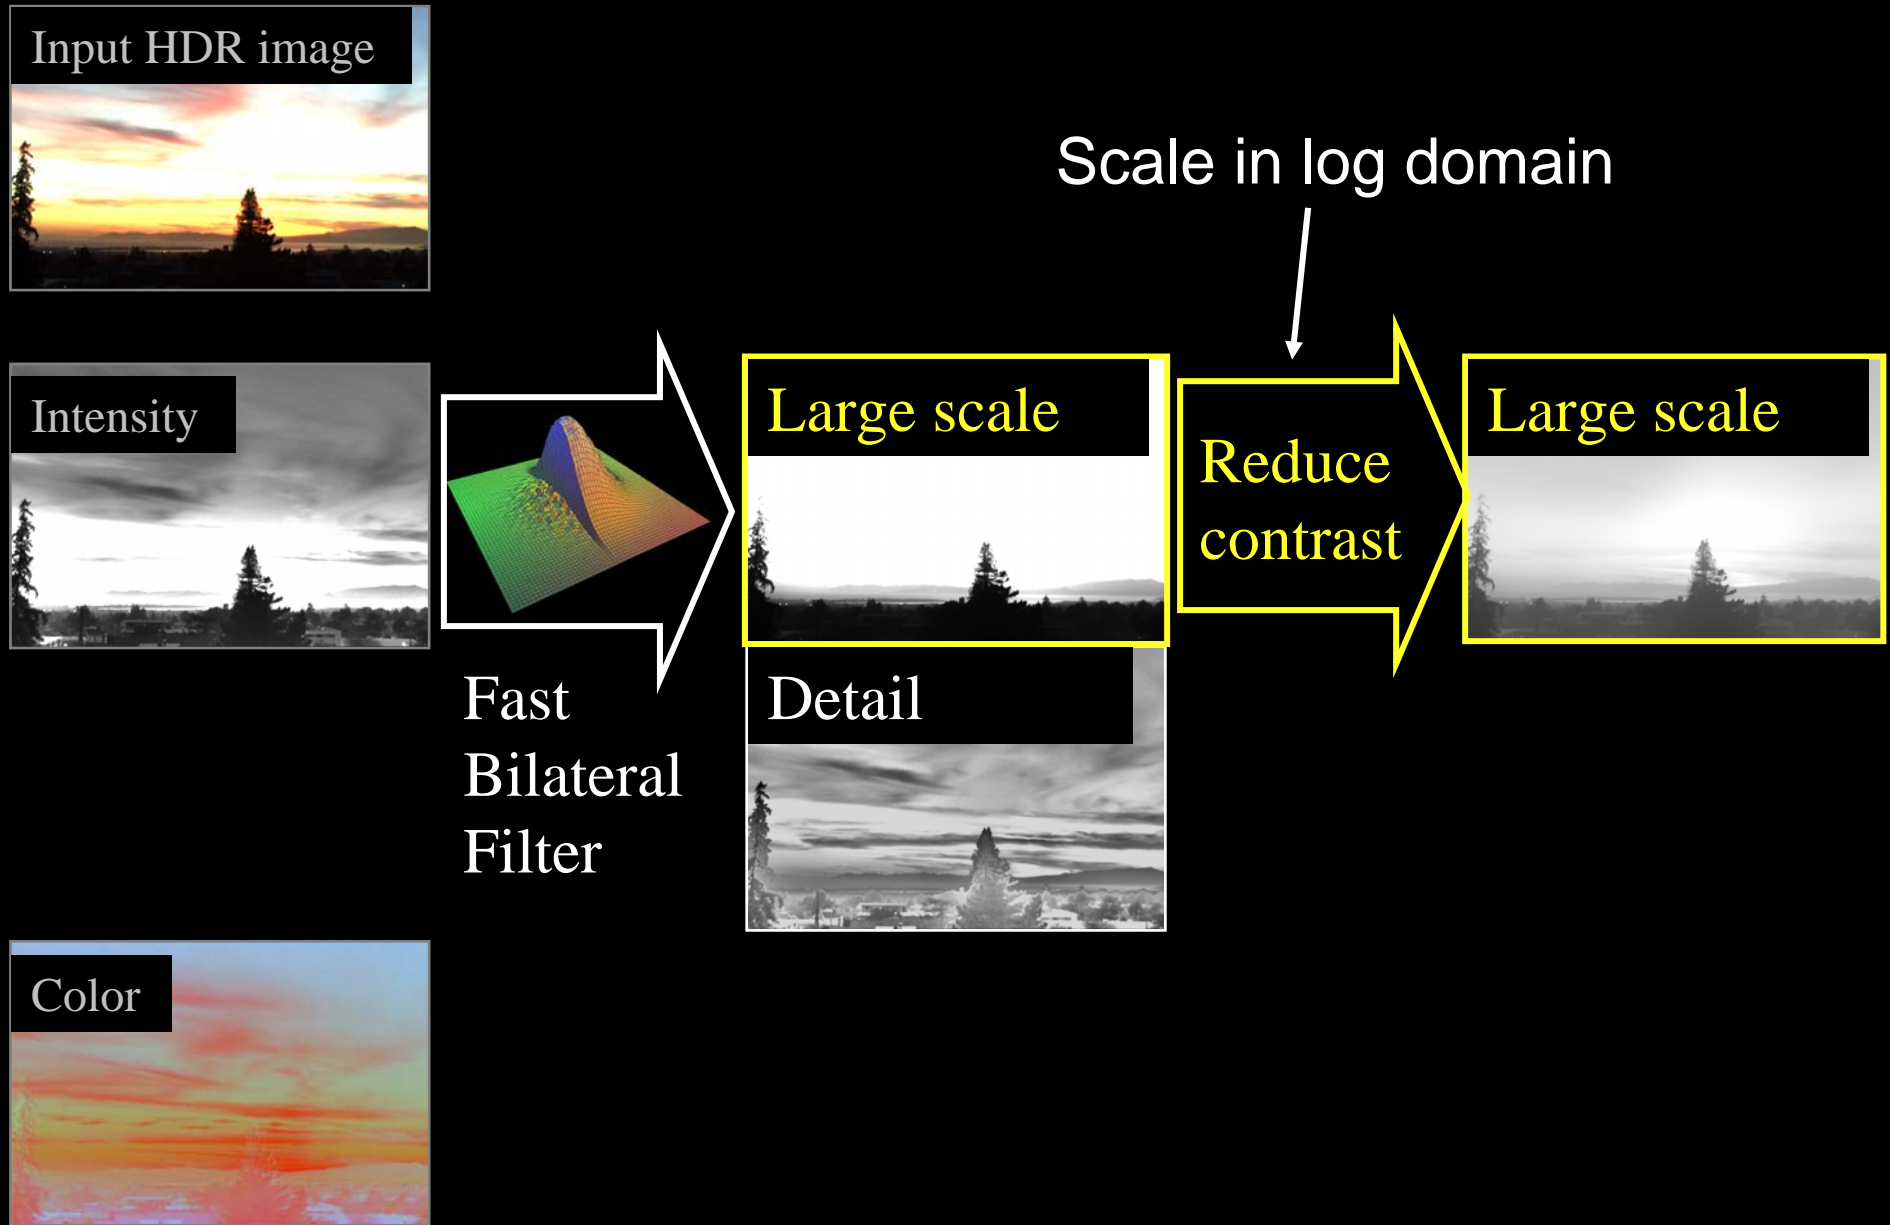 Input HDR image
Scale in log domain
Intensity
Large scale
Reduce
contrast
Large scale
Fast
Bilateral
Filter
Detail
Color